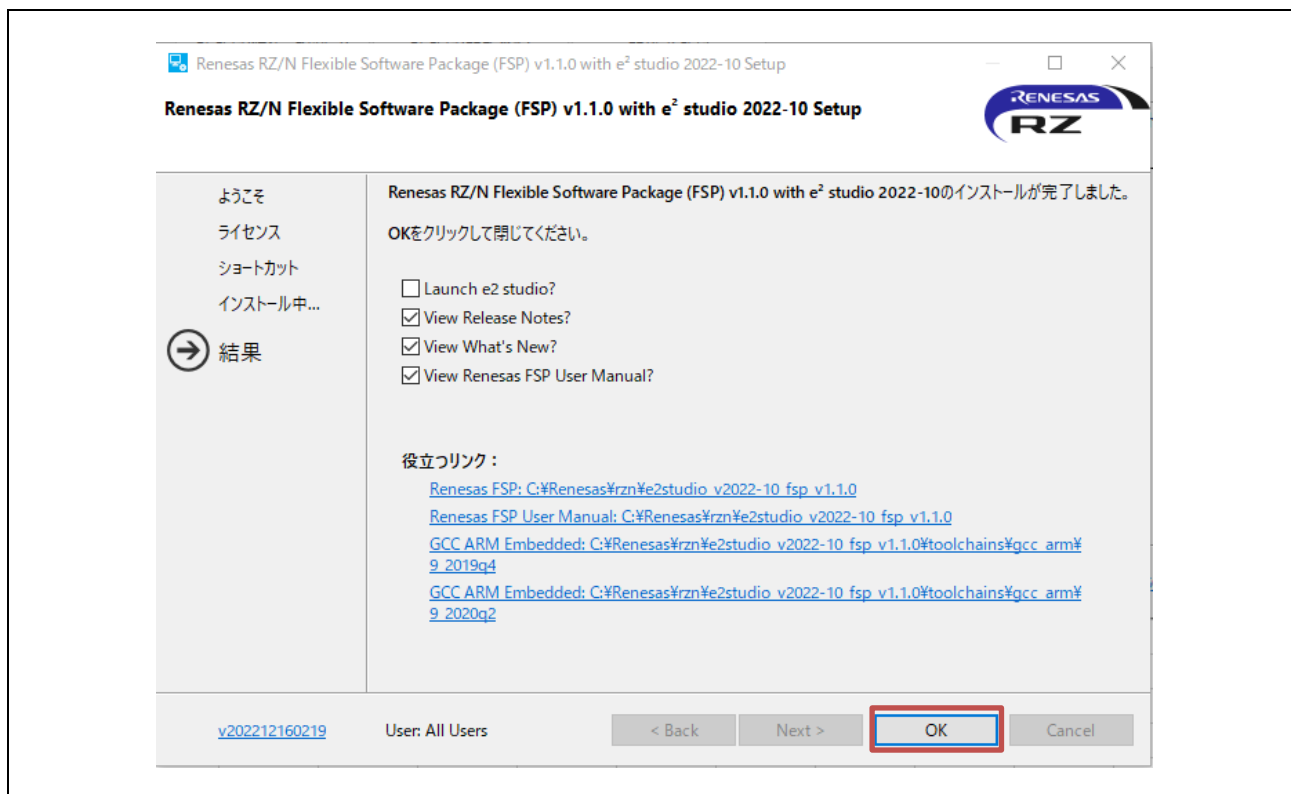 Renesas RZ/N Flexible Software Package (FSP) v1.1.0 with e² studio 2022-10 Setup
Renesas RZ/N Flexible Software Package (FSP) v1.1.0 with e² studio 2022-10 Setup
RENESAS
RZ
ようこそ
ライセンス
ショートカット
インストール中...
結果
Renesas RZ/N Flexible Software Package (FSP) v1.1.0 with e² studio 2022-10のインストールが完了しました。
OKをクリックして閉じてください。
Launch e2 studio?
View Release Notes?
View What's New?
View Renesas FSP User Manual?
役立つリンク：
Renesas FSP: C:¥Renesas¥rzn¥e2studio_v2022-10_fsp_v1.1.0
Renesas FSP User Manual: C:¥Renesas¥rzn¥e2studio_v2022-10_fsp_v1.1.0
GCC ARM Embedded: C:¥Renesas¥rzn¥e2studio_v2022-10_fsp_v1.1.0¥toolchains¥gcc_arm¥
9_2019q4
GCC ARM Embedded: C:¥Renesas¥rzn¥e2studio_v2022-10_fsp_v1.1.0¥toolchains¥gcc_arm¥
9_2020q2
v202212160219 User: All Users < Back Next > OK Cancel